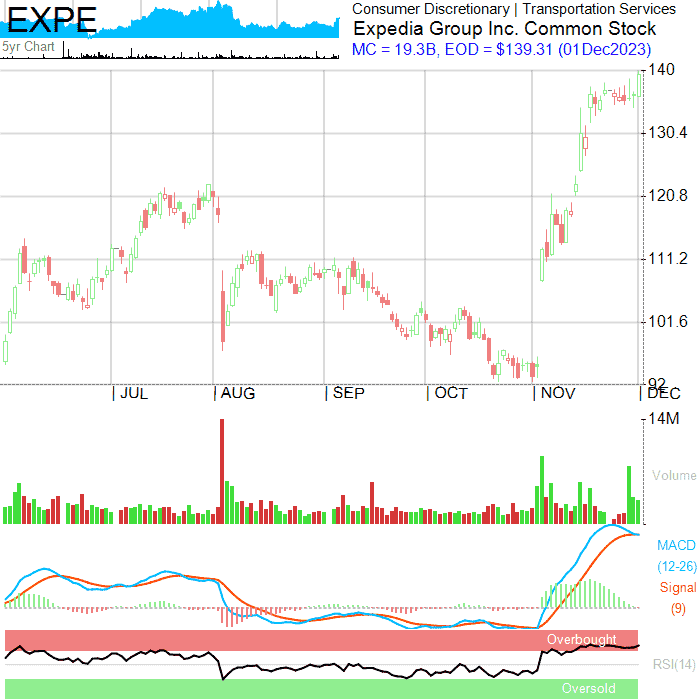 EXPE
5yr Chart
Consumer Discretionary | Transportation Services
Expedia Group Inc. Common Stock
MC = 19.3B, EOD = $139.31 (01Dec2023)
140
130.4
120.8
111.2
101.6
92
JUL
AUG
SEP
OCT
NOV
DEC
14M
Volume
MACD
(12-26)
Signal
(9)
Overbought
RSI(14)
Oversold